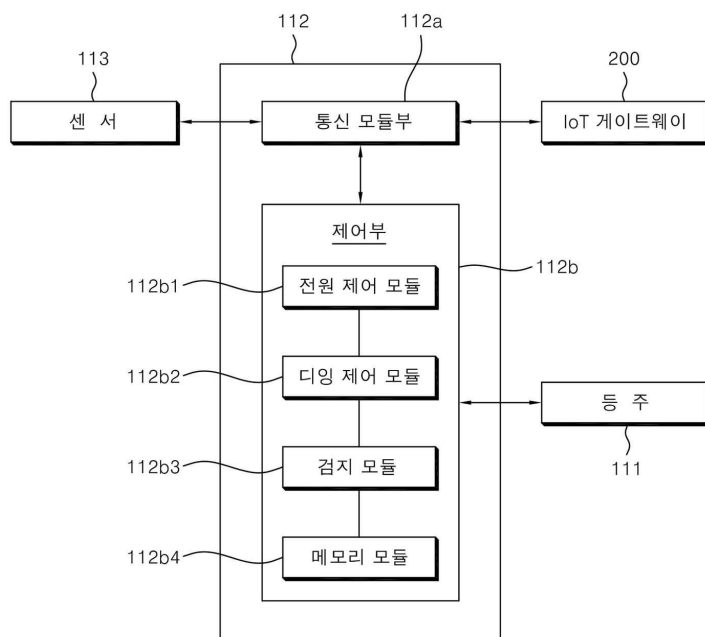 112
112a
113
200
센 서
통신 모듈부
IoT 게이트웨이
제어부
112b
112b1
전원 제어 모듈
112b2
디밍 제어 모듈
등 주
111
112b3
검지 모듈
112b4
메모리 모듈